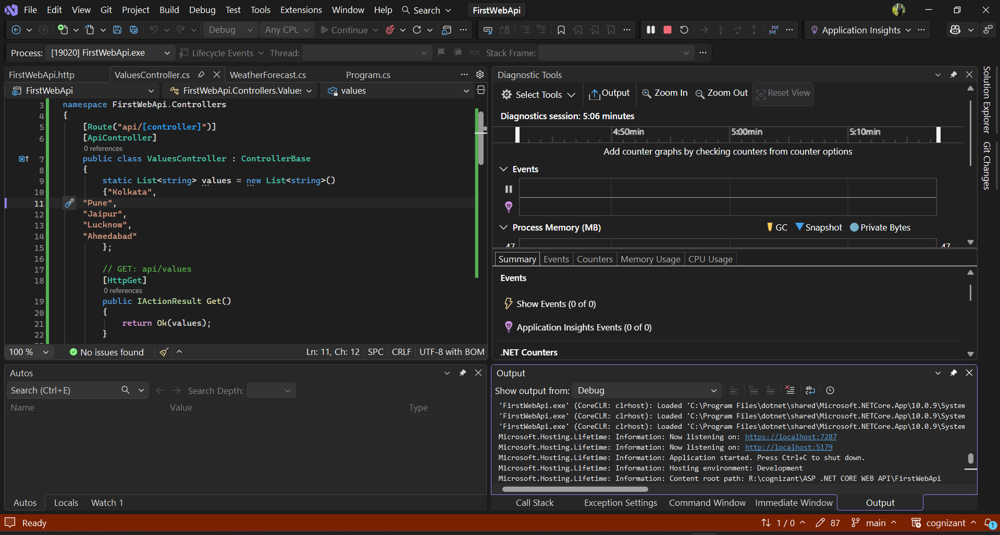 File Edit View Git Project Build Debug Test Tools Extensions Window Help Search FirstWebApi
Debug Any CPU Continue Application Insights
Process: [19020] FirstWebApi.exe Lifecycle Events Thread: Stack Frame:
FirstWebApi.http ValuesController.cs WeatherForecast.cs Program.cs
FirstWebApi FirstWebApi.Controllers.Value: values
3 namespace FirstWebApi.Controllers
4 {
5 [Route("api/[controller]")]
6 [ApiController]
0 references
7 public class ValuesController : ControllerBase
8 {
9 static List<string> values = new List<string>()
10 {"Kolkata",
11 "Pune",
12 "Jaipur",
13 "Lucknow",
14 "Ahmedabad"
15 };
16
17 // GET: api/values
18 [HttpGet]
0 references
19 public IActionResult Get()
20 {
21 return Ok(values);
22 }
100 % No issues found Ln: 11, Ch: 12 SPC CRLF UTF-8 with BOM
Diagnostic Tools
Select Tools Output Zoom In Zoom Out Reset View
Diagnostics session: 5:06 minutes
4:50min 5:00min 5:10min
Add counter graphs by checking counters from counter options
Events
Process Memory (MB) GC Snapshot Private Bytes
47 47
Summary Events Counters Memory Usage CPU Usage
Events
Show Events (0 of 0)
Application Insights Events (0 of 0)
.NET Counters
Solution Explorer
Git Changes
Autos
Search (Ctrl+E) Search Depth:
Name Value Type
Autos Locals Watch 1
Output
Show output from: Debug
'FirstWebApi.exe' (CoreCLR: clrhost): Loaded 'C:\Program Files\dotnet\shared\Microsoft.NETCore.App\10.0.9\System
'FirstWebApi.exe' (CoreCLR: clrhost): Loaded 'C:\Program Files\dotnet\shared\Microsoft.NETCore.App\10.0.9\System
'FirstWebApi.exe' (CoreCLR: clrhost): Loaded 'C:\Program Files\dotnet\shared\Microsoft.NETCore.App\10.0.9\System
Microsoft.Hosting.Lifetime: Information: Now listening on: https://localhost:7287
Microsoft.Hosting.Lifetime: Information: Now listening on: http://localhost:5179
Microsoft.Hosting.Lifetime: Information: Application started. Press Ctrl+C to shut down.
Microsoft.Hosting.Lifetime: Information: Hosting environment: Development
Microsoft.Hosting.Lifetime: Information: Content root path: R:\cognizant\ASP .NET CORE WEB API\FirstWebApi
Call Stack Exception Settings Command Window Immediate Window Output
Ready 1 / 0 87 main cognizant 1